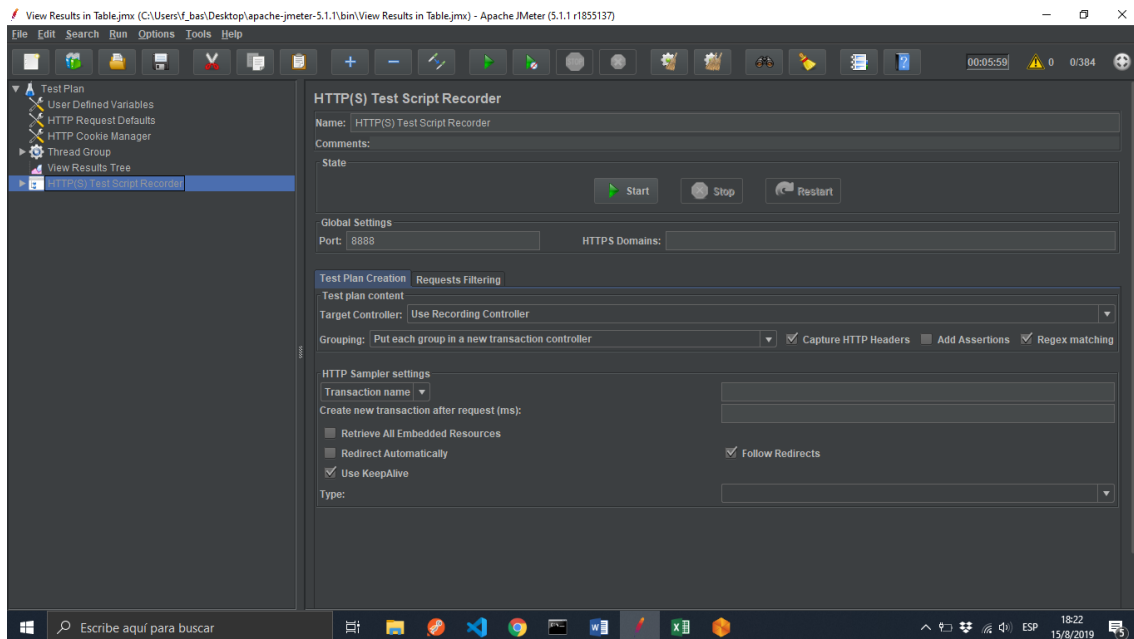 View Results in Table.jmx (C:\Users\f_bas\Desktop\apache-jmeter-5.1.1\bin\View Results in Table.jmx) - Apache JMeter (5.1.1 r1855137)
File Edit Search Run Options Tools Help
00:05:59 0 0/384
Test Plan
User Defined Variables
HTTP Request Defaults
HTTP Cookie Manager
Thread Group
View Results Tree
HTTP(S) Test Script Recorder
HTTP(S) Test Script Recorder
Name: HTTP(S) Test Script Recorder
Comments:
State
Start Stop Restart
Global Settings
Port: 8888 HTTPS Domains:
Test Plan Creation Requests Filtering
Test plan content
Target Controller: Use Recording Controller
Grouping: Put each group in a new transaction controller Capture HTTP Headers Add Assertions Regex matching
HTTP Sampler settings
Transaction name
Create new transaction after request (ms):
Retrieve All Embedded Resources
Redirect Automatically Follow Redirects
Use KeepAlive
Type:
Escribe aquí para buscar
ESP
18:22
15/8/2019